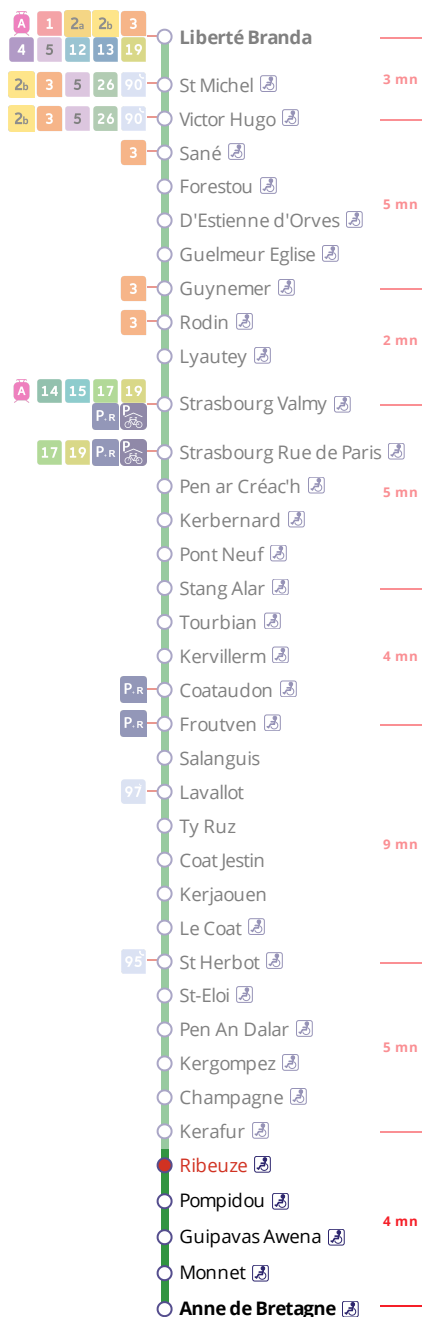 A 1 2a 2b 3
4 5 12 13 19
Liberté Branda
2b 3 5 26 90
St Michel
3 mn
2b 3 5 26 90
Victor Hugo
3
Sané
Forestou
D'Estienne d'Orves
5 mn
Guelmeur Eglise
3
Guynemer
3
Rodin
2 mn
Lyautey
A 14 15 17 19
P+R P
Strasbourg Valmy
17 19 P+R P
Strasbourg Rue de Paris
Pen ar Créac'h
5 mn
Kerbernard
Pont Neuf
Stang Alar
Tourbian
Kervillerm
4 mn
P+R
Coataudon
P+R
Froutven
Salanguis
97
Lavallot
Ty Ruz
9 mn
Coat Jestin
Kerjaouen
Le Coat
95
St Herbot
St-Eloi
Pen An Dalar
5 mn
Kergompez
Champagne
Kerafur
Ribeuze
Pompidou
4 mn
Guipavas Awena
Monnet
Anne de Bretagne